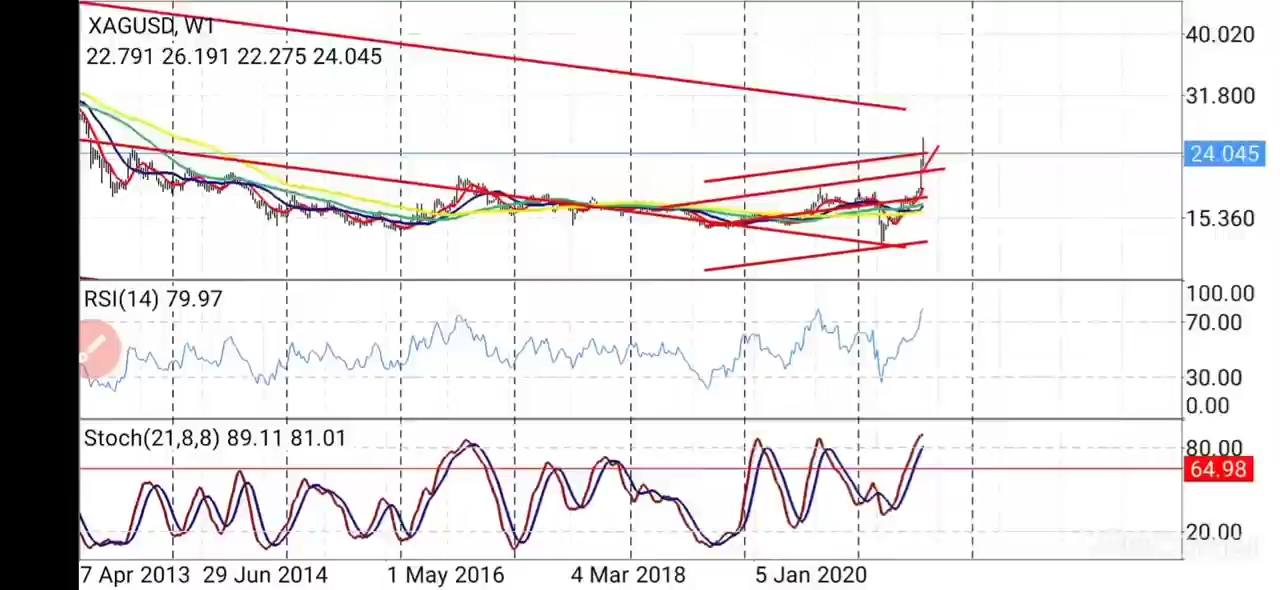 XAGUSD, W1
22.791 26.191 22.275 24.045
40.020
31.800
24.045
15.360
RSI(14) 79.97
100.00
70.00
30.00
0.00
Stoch(21,8,8) 89.11 81.01
80.00
64.98
20.00
7 Apr 2013 29 Jun 2014 1 May 2016 4 Mar 2018 5 Jan 2020